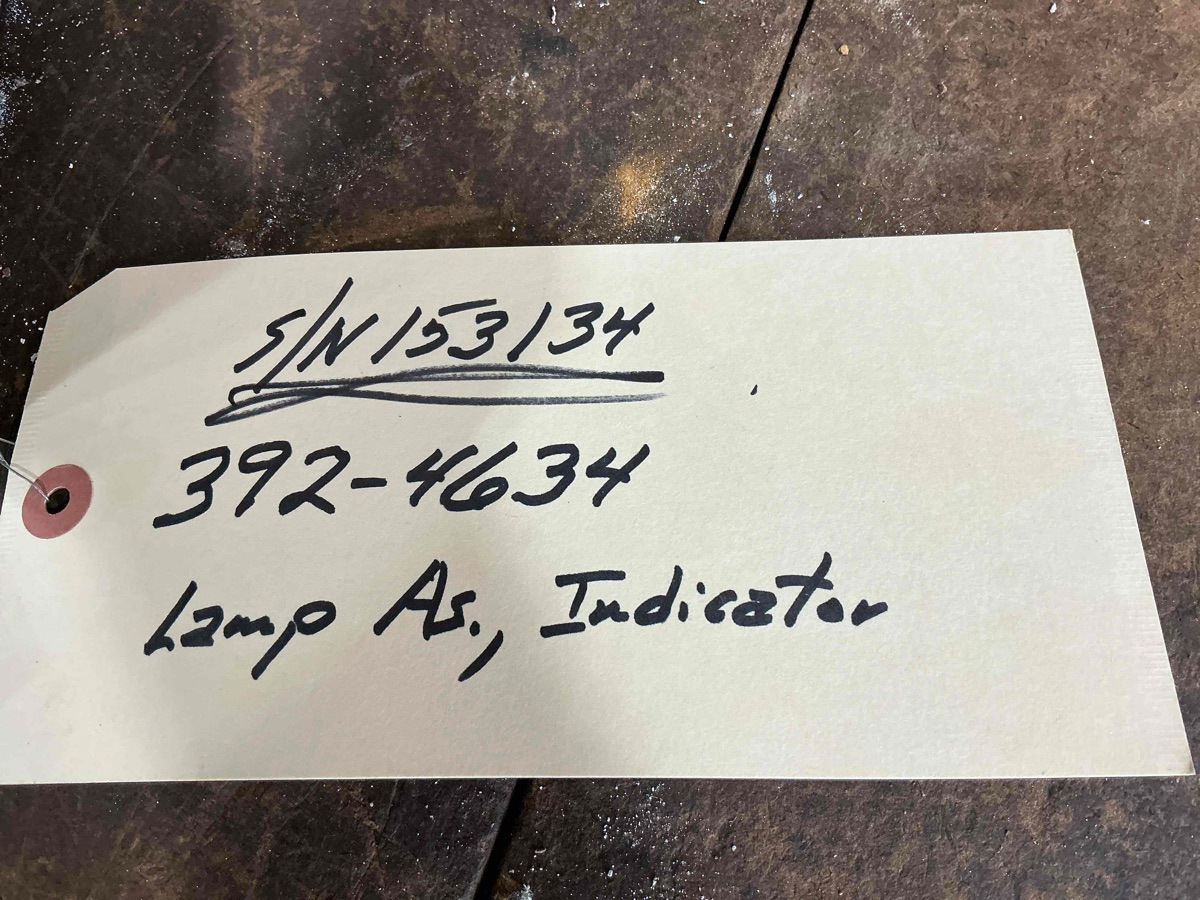 S/N 153134
392-4634
Lamp As., Indicator